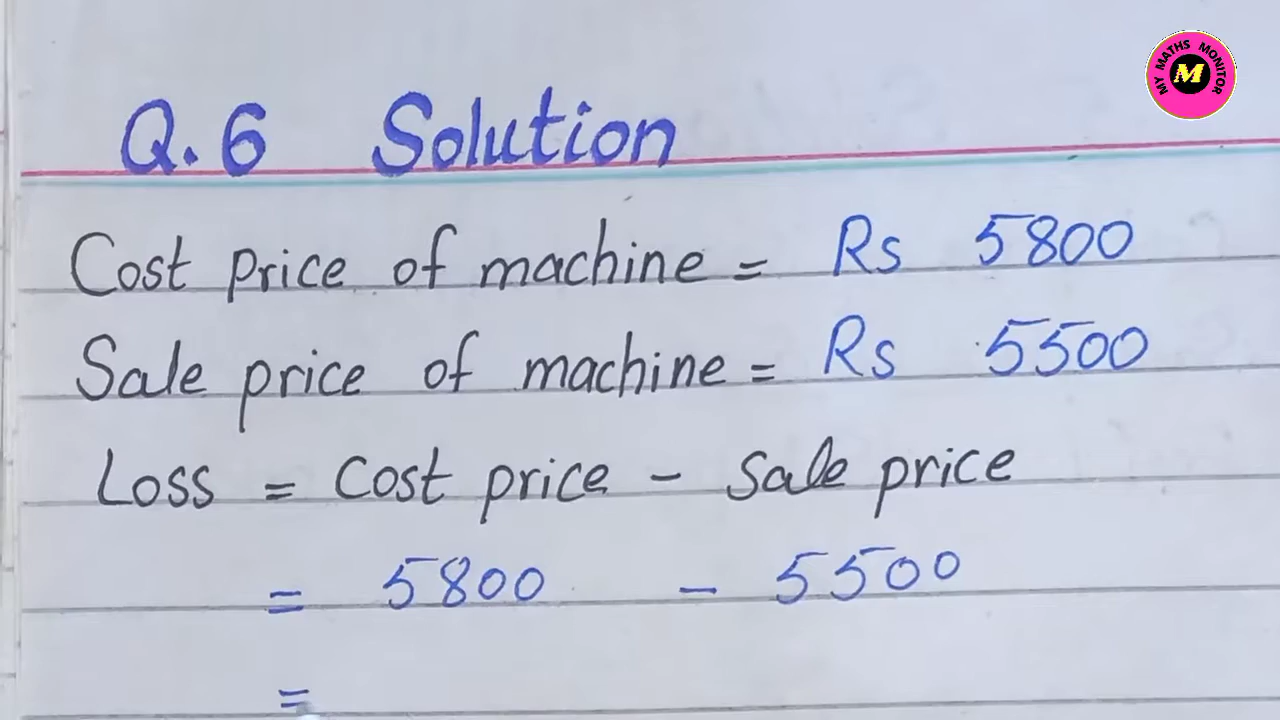 MY MATHS MONITOR
M
Q.6 Solution
Cost price of machine = Rs 5800
Sale price of machine = Rs 5500
Loss = Cost price - Sale price
= 5800 - 5500
=